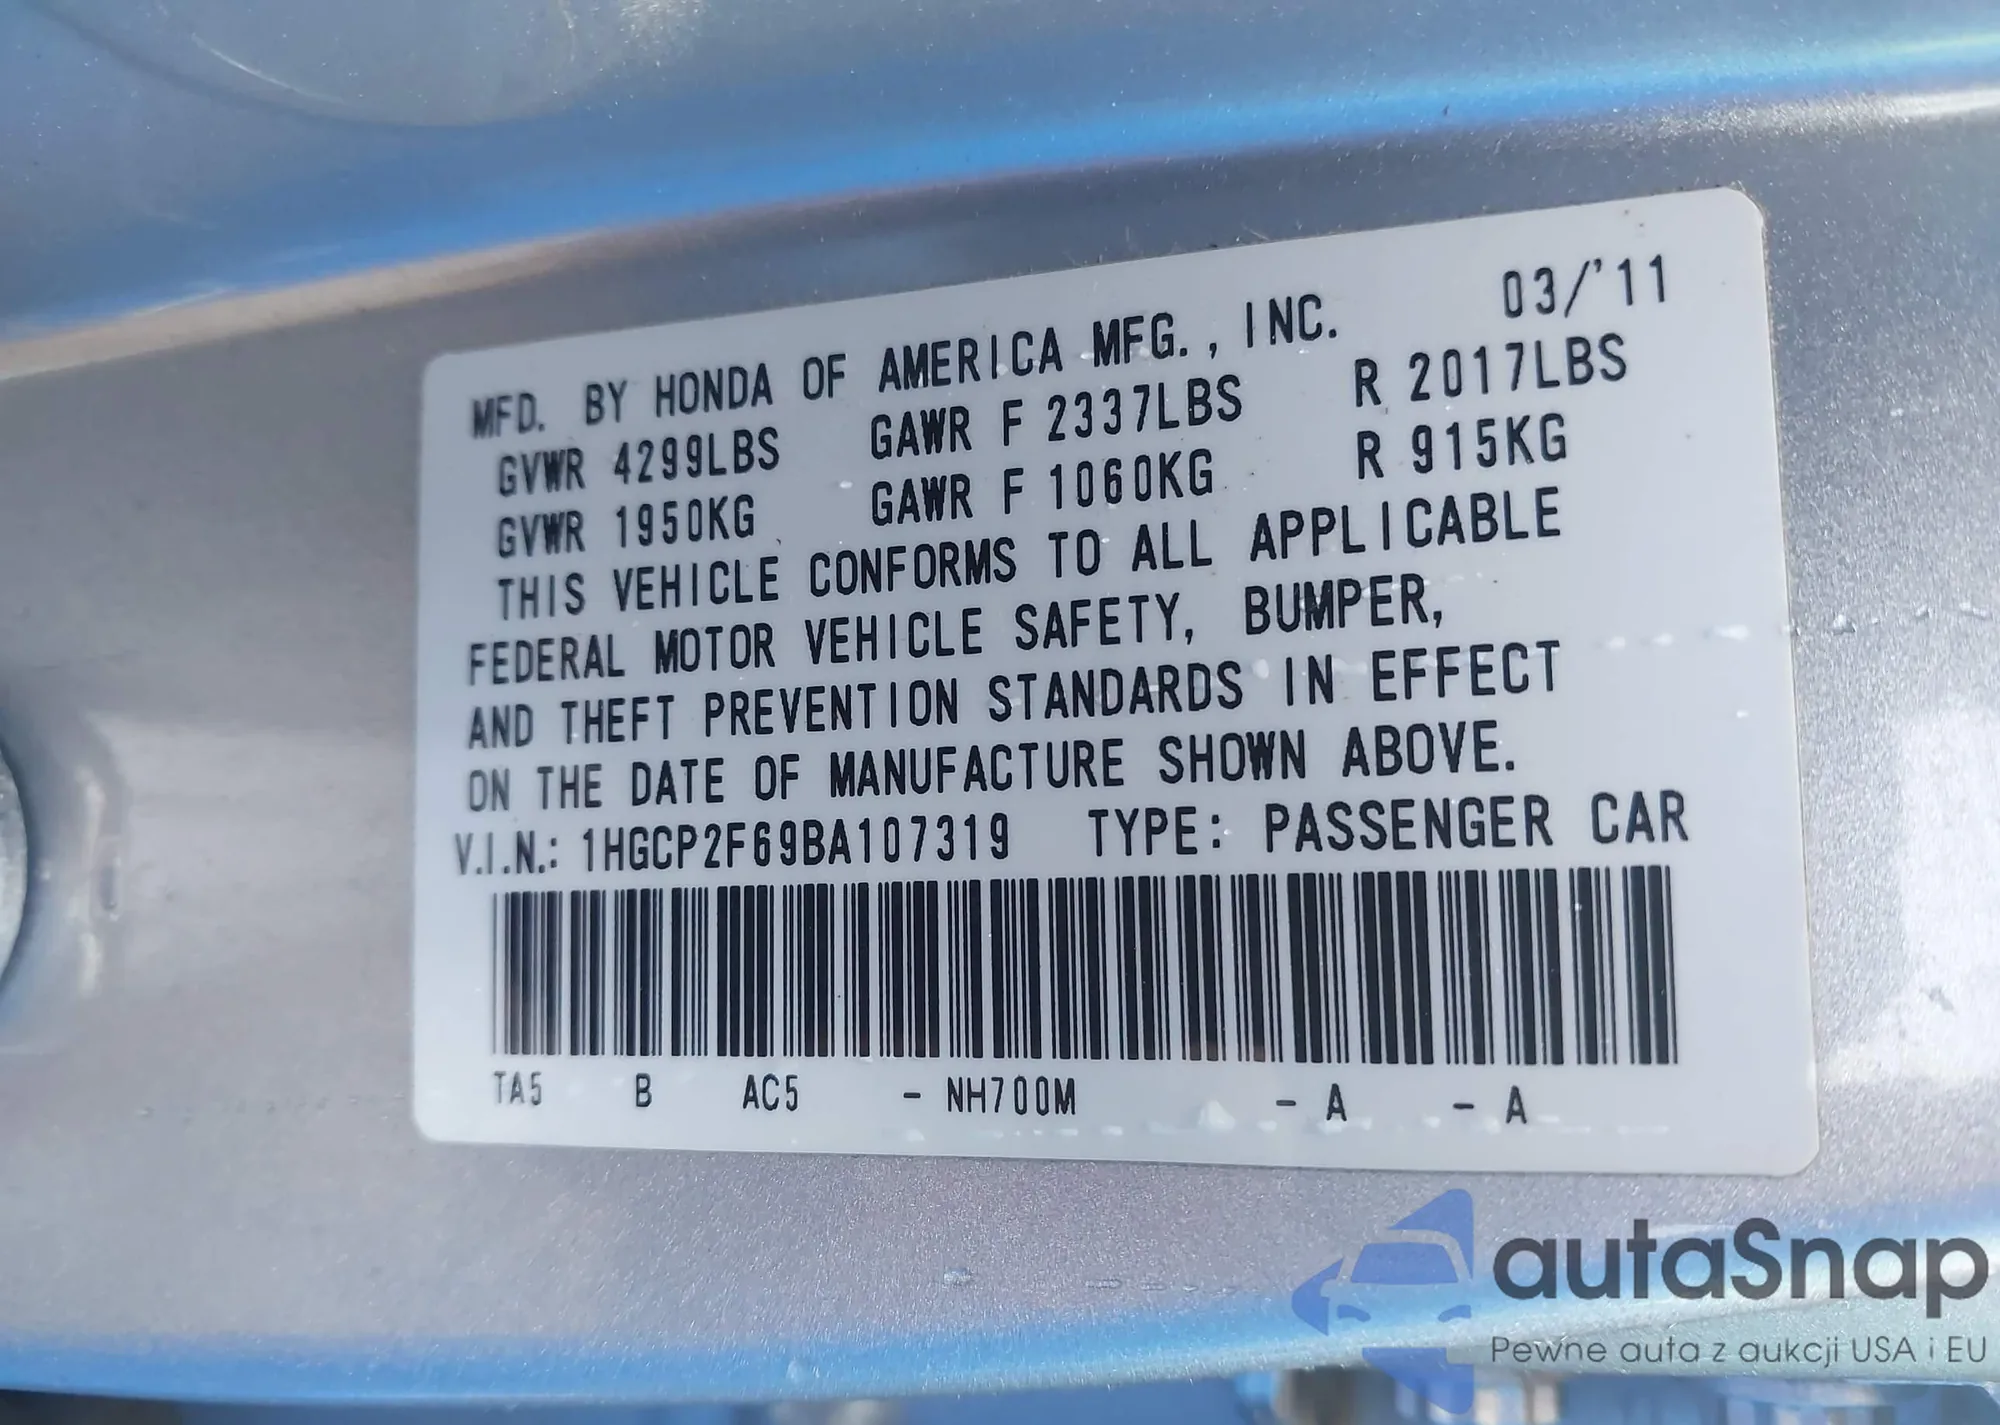 MFD. BY HONDA OF AMERICA MFG., INC. 03/'11
GVWR 4299LBS GAWR F 2337LBS R 2017LBS
GVWR 1950KG GAWR F 1060KG R 915KG
THIS VEHICLE CONFORMS TO ALL APPLICABLE
FEDERAL MOTOR VEHICLE SAFETY, BUMPER,
AND THEFT PREVENTION STANDARDS IN EFFECT
ON THE DATE OF MANUFACTURE SHOWN ABOVE.
V.I.N.: 1HGCP2F69BA107319 TYPE: PASSENGER CAR
TA5 B AC5 - NH700M - A - A
autaSnap
Pewne auta z aukcji USA i EU